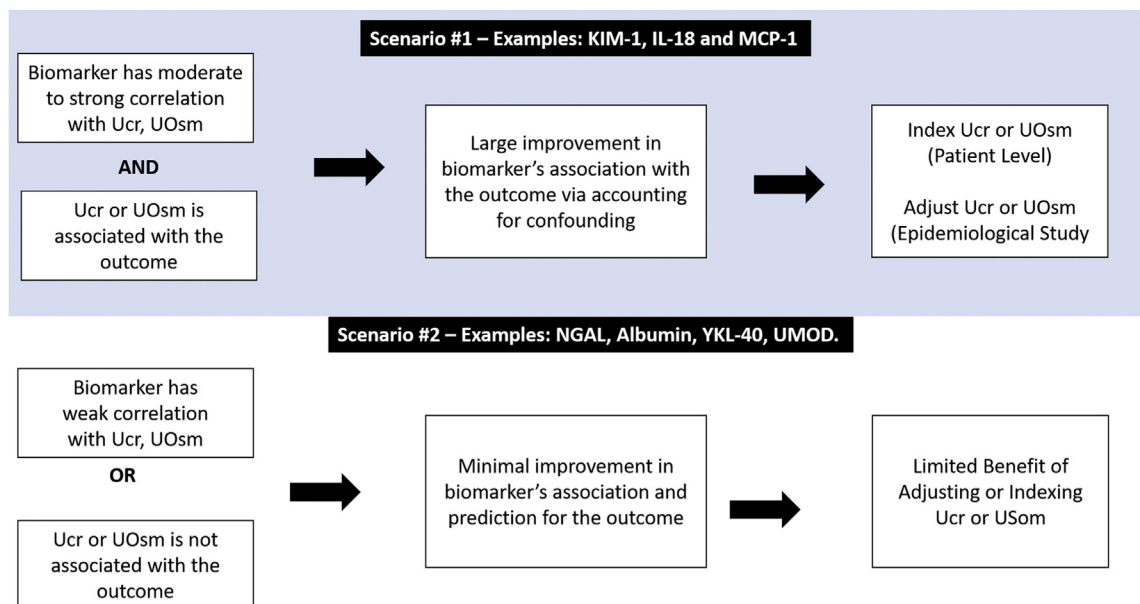 Scenario #1 – Examples: KIM-1, IL-18 and MCP-1
Biomarker has moderate
to strong correlation
with Ucr, UOsm
AND
Ucr or UOsm is
associated with the
outcome
Large improvement in
biomarker’s association with
the outcome via accounting
for confounding
Index Ucr or UOsm
(Patient Level)
Adjust Ucr or UOsm
(Epidemiological Study
Scenario #2 – Examples: NGAL, Albumin, YKL-40, UMOD.
Biomarker has
weak correlation
with Ucr, UOsm
OR
Ucr or UOsm is not
associated with the
outcome
Minimal improvement in
biomarker’s association and
prediction for the outcome
Limited Benefit of
Adjusting or Indexing
Ucr or USom